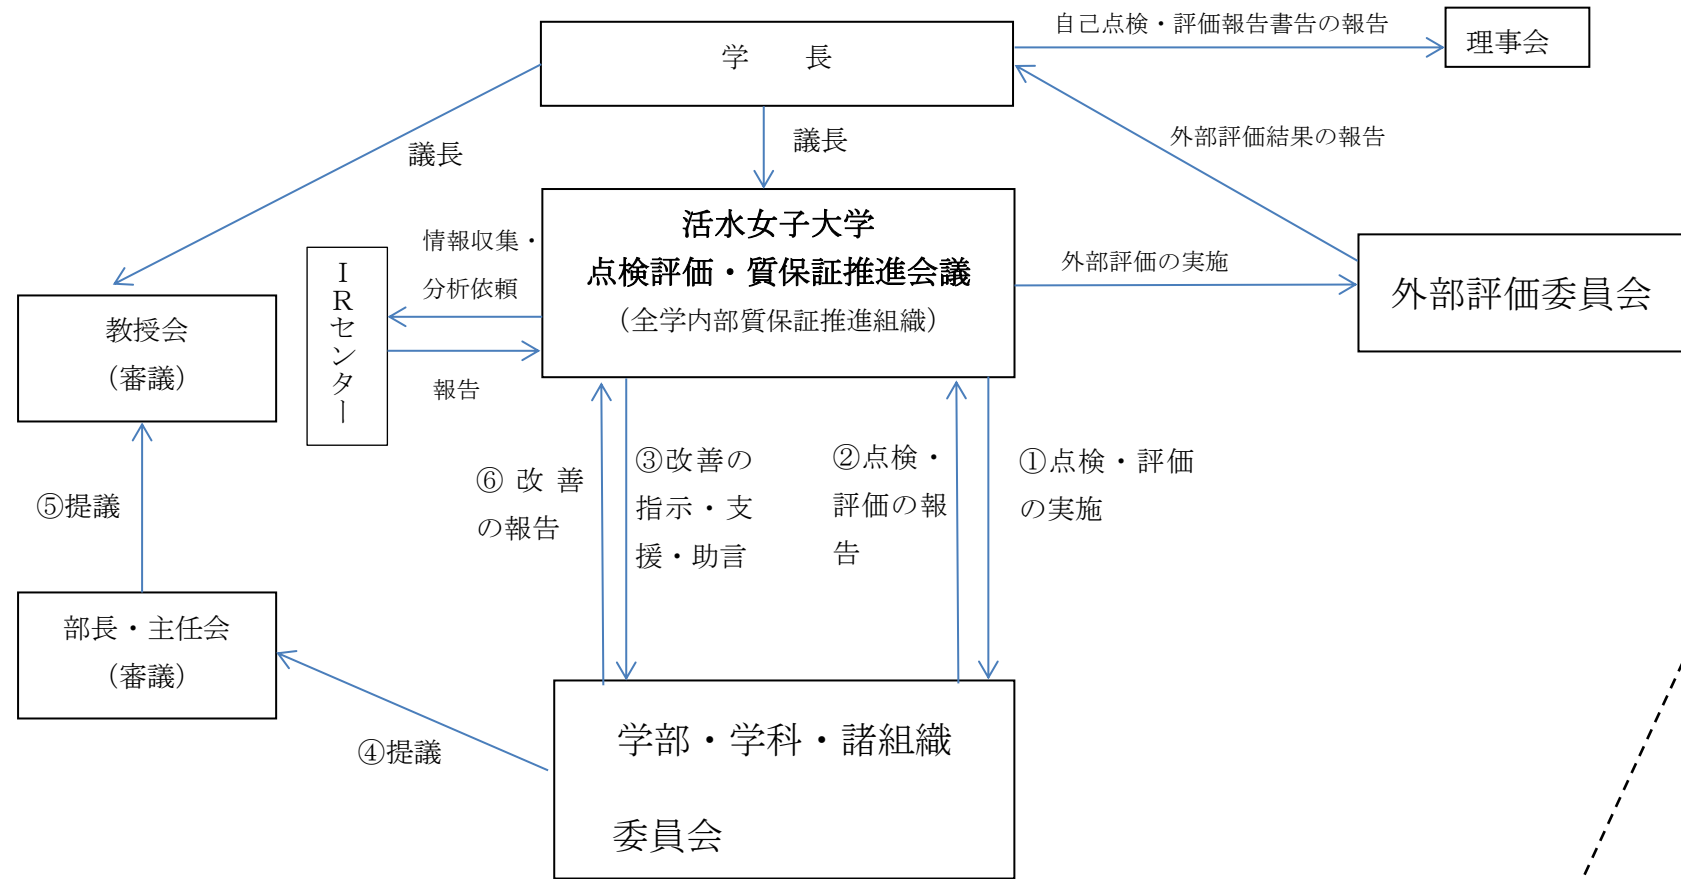 自己点検・評価報告書告の報告
学　　長
理事会
議長
議長
外部評価結果の報告
活水女子大学
点検評価・質保証推進会議
（全学内部質保証推進組織）
情報収集・
分析依頼
ＩＲセンター
報告
外部評価の実施
外部評価委員会
教授会
（審議）
⑥ 改 善
の報告
③改善の
指示・支
援・助言
②点検・
評価の報
告
①点検・評価
の実施
⑤提議
部長・主任会
（審議）
④提議
学部・学科・諸組織
委員会